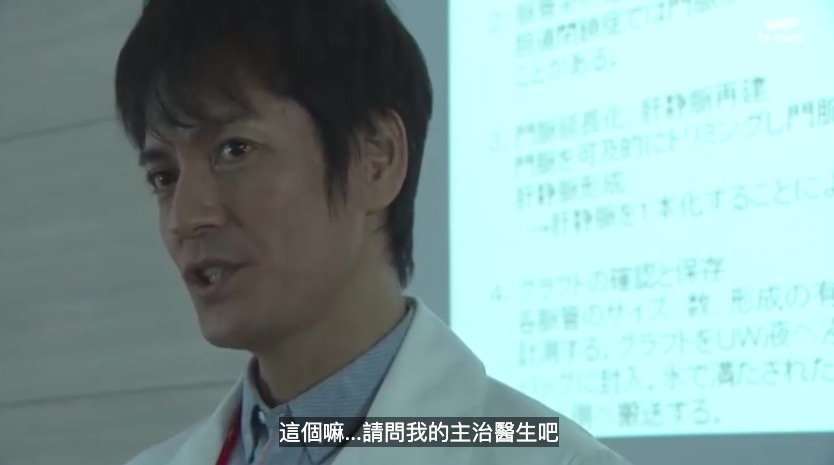 ことがある。
3. 門脈延長化、肝静脈再建
門脈を可及的にトリミングし門脈
肝静脈形成
→肝静脈を1本化することによ
4. グラフトの確認と保存
各脈管のサイズ、数、形成の有
計測する。グラフトをUW液へ
バッグに封入、氷で満たされた
搬送する。
這個嘛...請問我的主治醫生吧